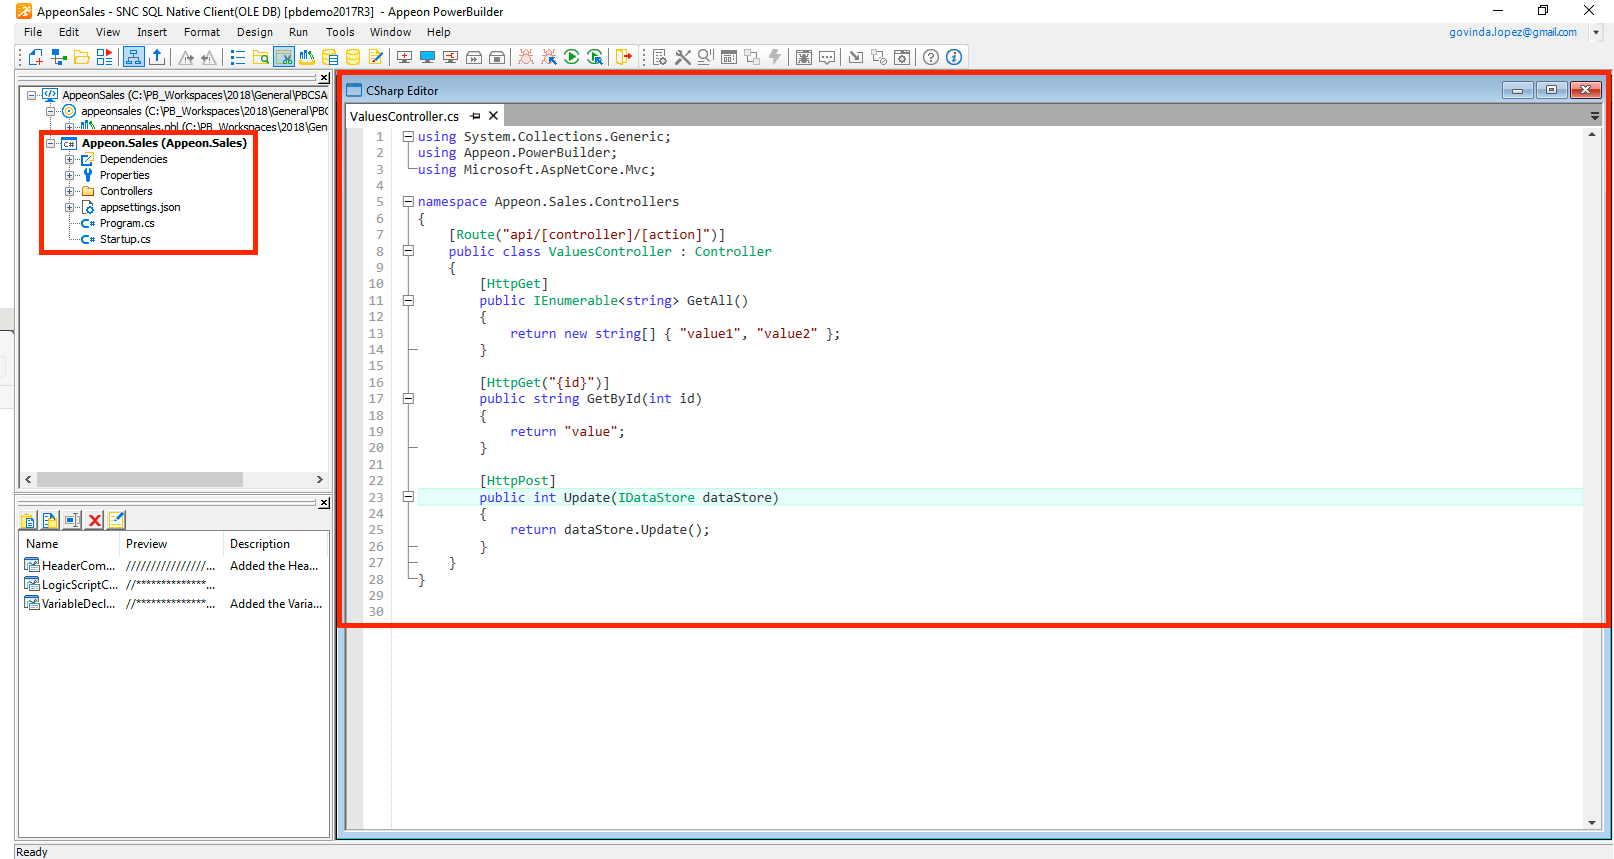 AppeonSales - SNC SQL Native Client(OLE DB) [pbdemo2017R3]  - Appeon PowerBuilder
File Edit View Insert Format Design Run Tools Window Help
govinda.lopez@gmail.com
AppeonSales (C:\PB_Workspaces\2018\General\PBCSA
appeonsales (C:\PB_Workspaces\2018\General\PBC
appeonsales.pbl (C:\PB_Workspaces\2018\Gen
C# Appeon.Sales (Appeon.Sales)
Dependencies
Properties
Controllers
appsettings.json
C# Program.cs
C# Startup.cs
Name Preview Description
HeaderCom... ////////////////... Added the Hea...
LogicScriptC... //**************...
VariableDecl... //**************... Added the Varia...
CSharp Editor
ValuesController.cs
1 using System.Collections.Generic;
2 using Appeon.PowerBuilder;
3 using Microsoft.AspNetCore.Mvc;
4
5 namespace Appeon.Sales.Controllers
6 {
7 [Route("api/[controller]/[action]")]
8 public class ValuesController : Controller
9 {
10 [HttpGet]
11 public IEnumerable<string> GetAll()
12 {
13 return new string[] { "value1", "value2" };
14 }
15
16 [HttpGet("{id}")]
17 public string GetById(int id)
18 {
19 return "value";
20 }
21
22 [HttpPost]
23 public int Update(IDataStore dataStore)
24 {
25 return dataStore.Update();
26 }
27 }
28 }
29
30
Ready